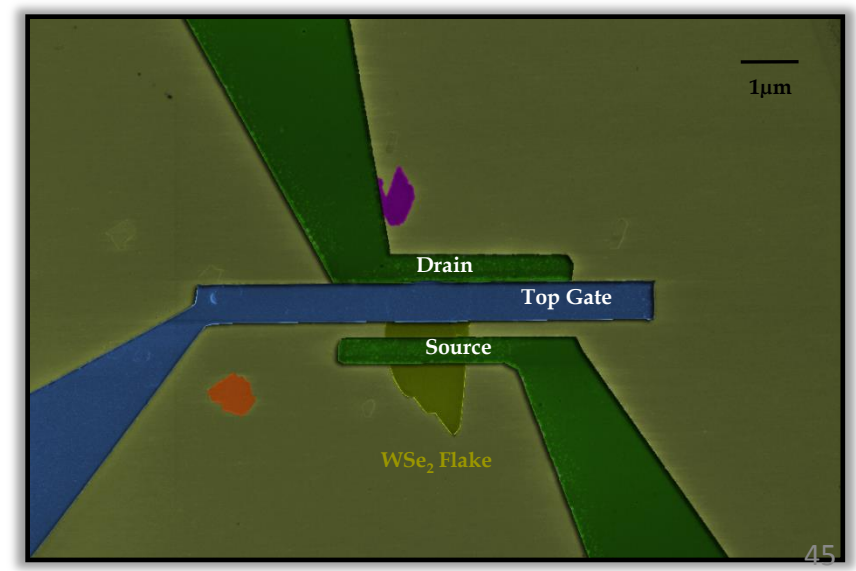 1μm
Drain
Top Gate
Source
WSe₂ Flake
45